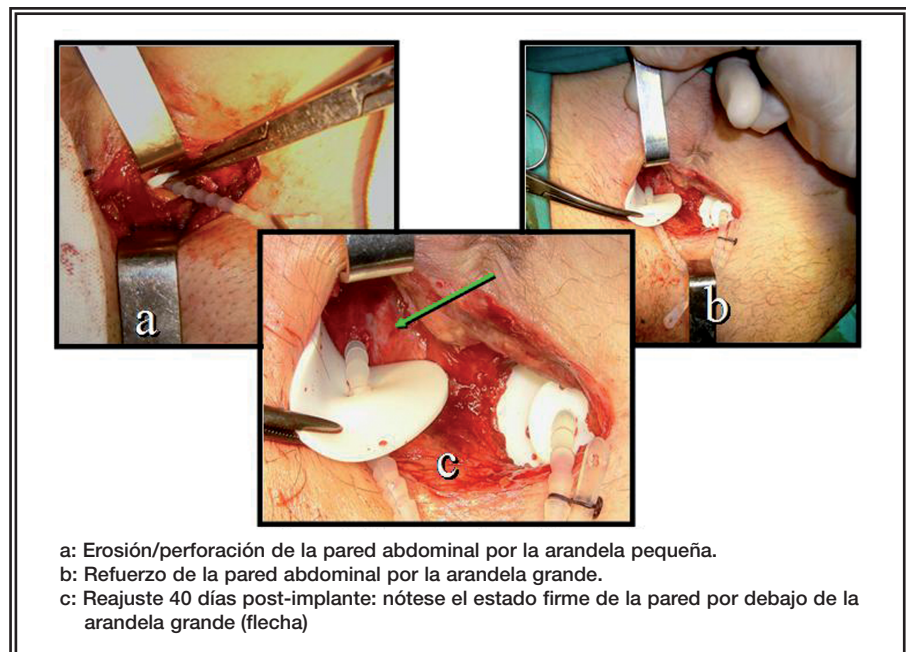 a
b
c
a: Erosión/perforación de la pared abdominal por la arandela pequeña.
b: Refuerzo de la pared abdominal por la arandela grande.
c: Reajuste 40 días post-implante: nótese el estado firme de la pared por debajo de la
arandela grande (flecha)